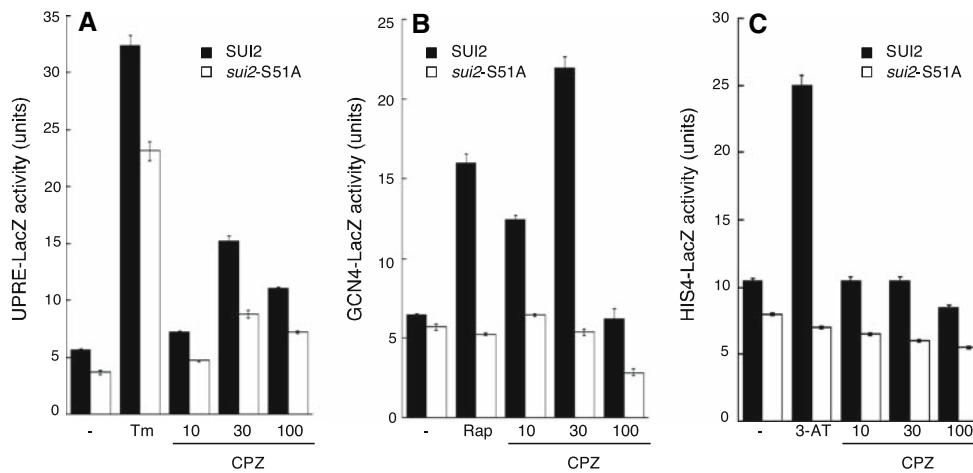 A
UPRE-LacZ activity (units)
35
30
25
20
15
10
5
0
SUI2
sui2-S51A
- Tm 10 30 100
CPZ
B
GCN4-LacZ activity (units)
25
20
15
10
5
0
SUI2
sui2-S51A
- Rap 10 30 100
CPZ
C
HIS4-LacZ activity (units)
30
25
20
15
10
5
0
SUI2
sui2-S51A
- 3-AT 10 30 100
CPZ